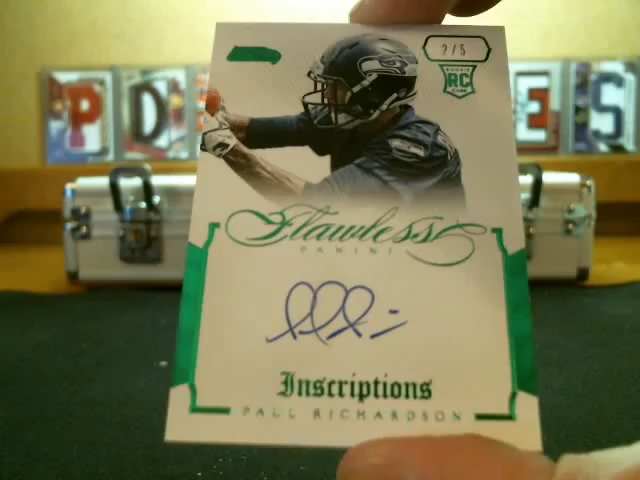 P D E S
2/5
RC
Flawless
PANINI
Inscriptions
PAUL RICHARDSON